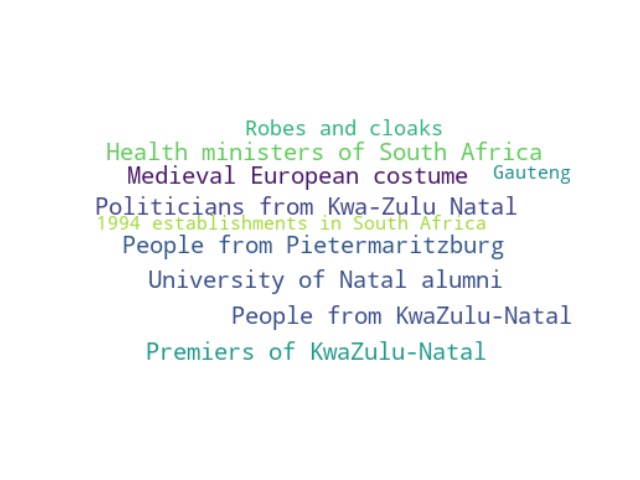 Robes and cloaks
Health ministers of South Africa
Medieval European costume
Gauteng
Politicians from Kwa-Zulu Natal
1994 establishments in South Africa
People from Pietermaritzburg
University of Natal alumni
People from KwaZulu-Natal
Premiers of KwaZulu-Natal